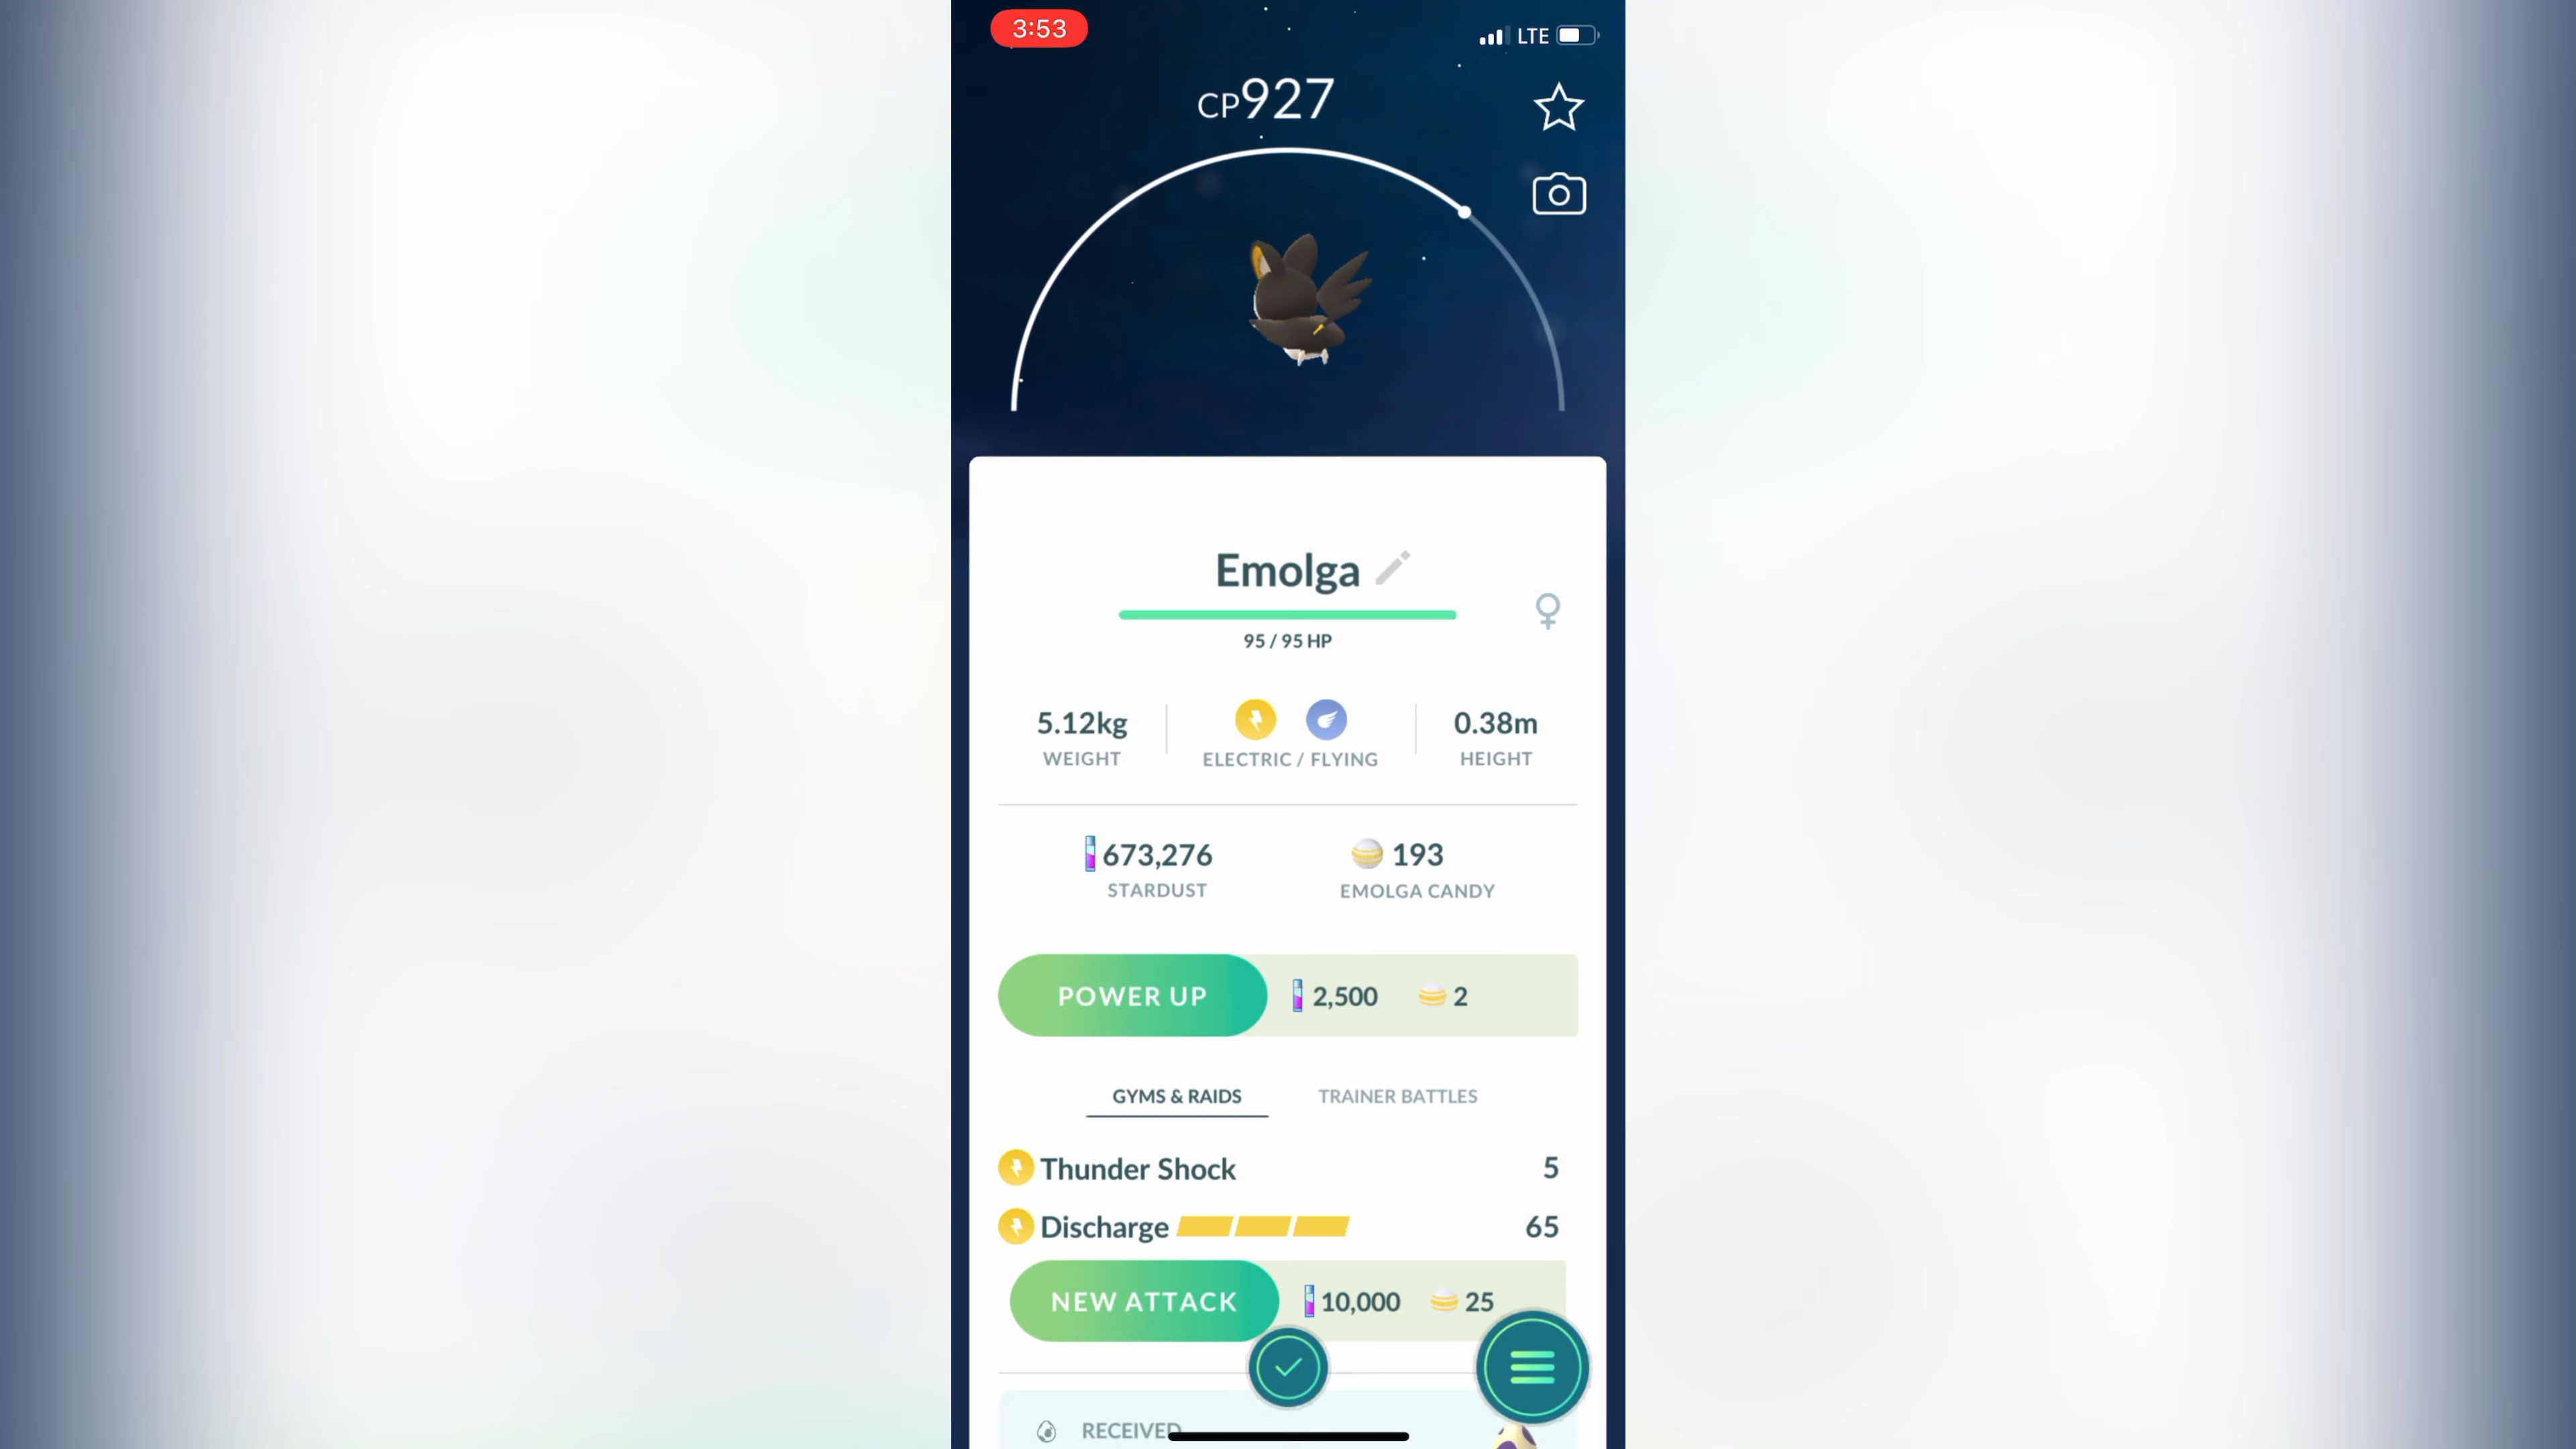 3:53
LTE
CP927
Emolga
95 / 95 HP
5.12kg
WEIGHT
ELECTRIC / FLYING
0.38m
HEIGHT
673,276
STARDUST
193
EMOLGA CANDY
POWER UP 2,500 2
GYMS & RAIDS TRAINER BATTLES
Thunder Shock 5
Discharge 65
NEW ATTACK 10,000 25
RECEIVED